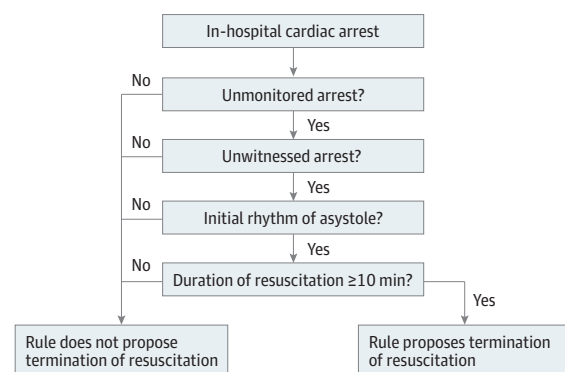 In-hospital cardiac arrest
No
Unmonitored arrest?
Yes
No
Unwitnessed arrest?
Yes
No
Initial rhythm of asystole?
Yes
No
Duration of resuscitation ≥10 min?
Yes
Rule does not propose
termination of resuscitation
Rule proposes termination
of resuscitation